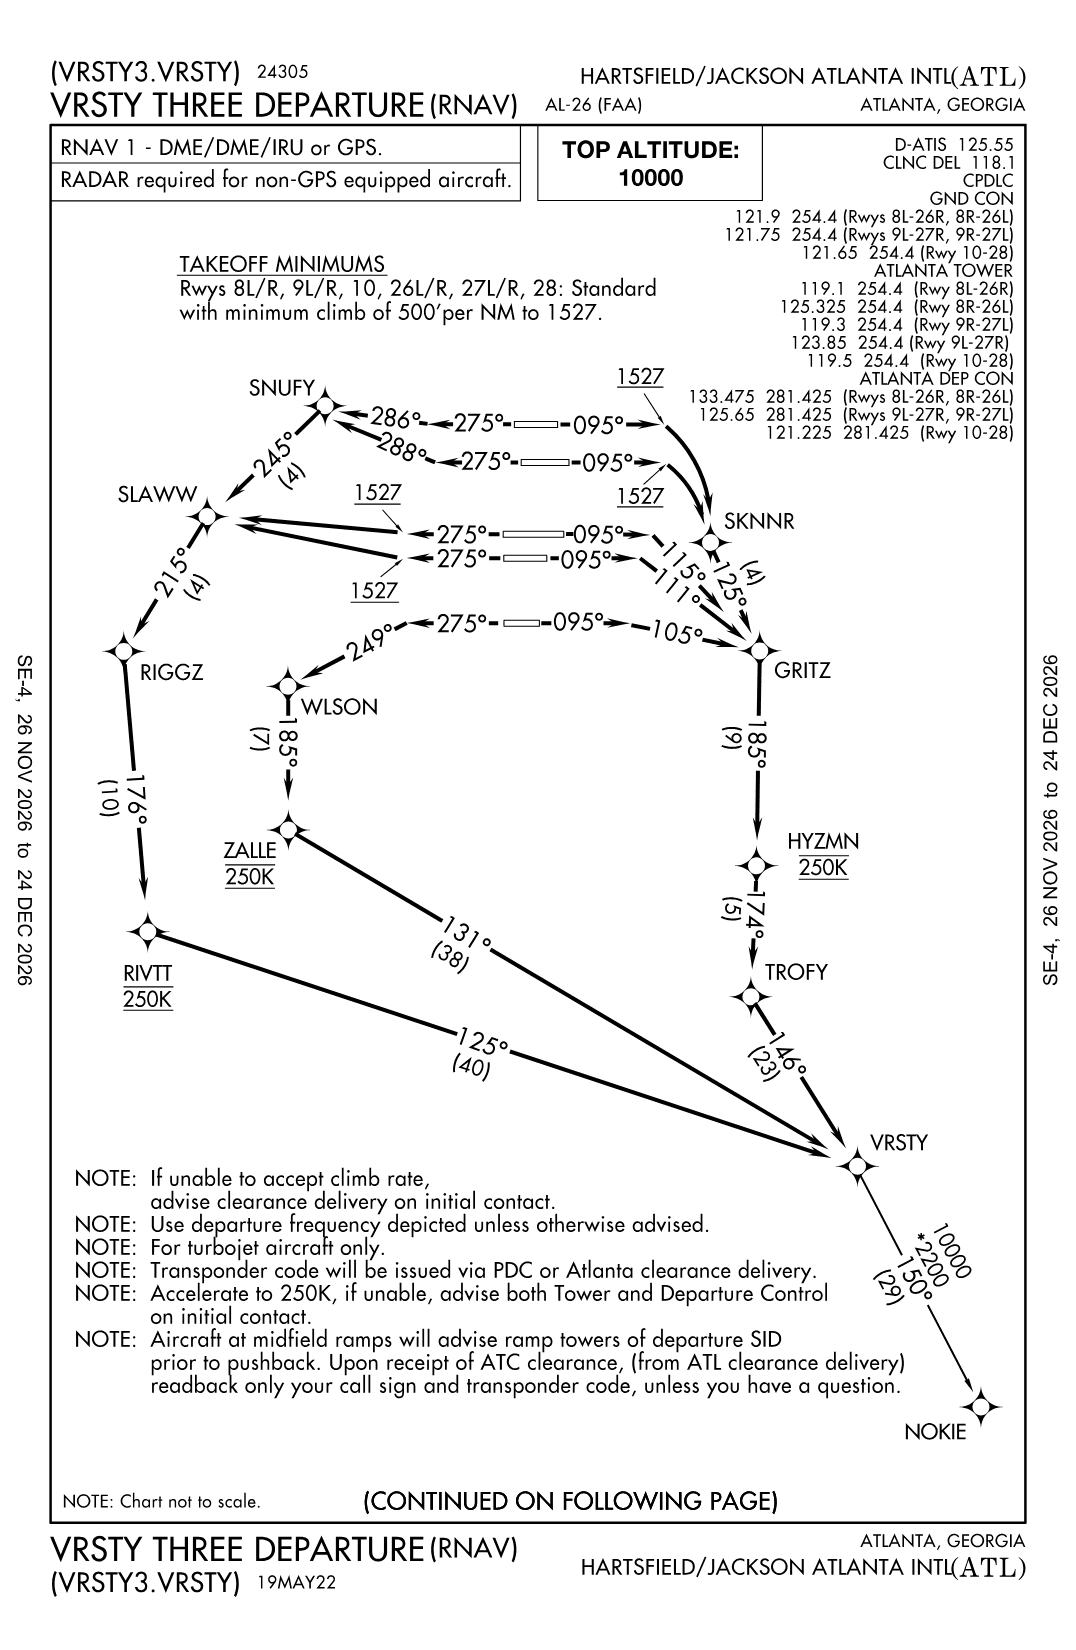 (VRSTY3.VRSTY) 24305
HARTSFIELD/JACKSON ATLANTA INTL(ATL)
VRSTY THREE DEPARTURE (RNAV)
AL-26 (FAA)
ATLANTA, GEORGIA
RNAV 1 - DME/DME/IRU or GPS.
RADAR required for non-GPS equipped aircraft.
TOP ALTITUDE:
10000
D-ATIS 125.55
CLNC DEL 118.1
CPDLC
GND CON
121.9 254.4 (Rwys 8L-26R, 8R-26L)
121.75 254.4 (Rwys 9L-27R, 9R-27L)
121.65 254.4 (Rwy 10-28)
ATLANTA TOWER
119.1 254.4 (Rwy 8L-26R)
125.325 254.4 (Rwy 8R-26L)
119.3 254.4 (Rwy 9R-27L)
123.85 254.4 (Rwy 9L-27R)
119.5 254.4 (Rwy 10-28)
ATLANTA DEP CON
133.475 281.425 (Rwys 8L-26R, 8R-26L)
125.65 281.425 (Rwys 9L-27R, 9R-27L)
121.225 281.425 (Rwy 10-28)
TAKEOFF MINIMUMS
Rwys 8L/R, 9L/R, 10, 26L/R, 27L/R, 28: Standard
with minimum climb of 500' per NM to 1527.
1527
SNUFY
286° 275° 095°
288° 275° 095°
245°
(4)
1527
SLAWW
1527
SKNNR
275° 095°
275° 095°
115°
111°
125°
(4)
1527
215°
(4)
249° 275° 095° 105°
RIGGZ
GRITZ
WLSON
185°
(7)
185°
(9)
176°
(10)
ZALLE
250K
HYZMN
250K
174°
(5)
131°
(38)
RIVTT
250K
TROFY
125°
(40)
146°
(23)
VRSTY
10000
*2200
150°
(29)
NOKIE
NOTE: If unable to accept climb rate,
advise clearance delivery on initial contact.
NOTE: Use departure frequency depicted unless otherwise advised.
NOTE: For turbojet aircraft only.
NOTE: Transponder code will be issued via PDC or Atlanta clearance delivery.
NOTE: Accelerate to 250K, if unable, advise both Tower and Departure Control
on initial contact.
NOTE: Aircraft at midfield ramps will advise ramp towers of departure SID
prior to pushback. Upon receipt of ATC clearance, (from ATL clearance delivery)
readback only your call sign and transponder code, unless you have a question.
NOTE: Chart not to scale.
(CONTINUED ON FOLLOWING PAGE)
SE-4, 26 NOV 2026 to 24 DEC 2026
SE-4, 26 NOV 2026 to 24 DEC 2026
VRSTY THREE DEPARTURE (RNAV)
ATLANTA, GEORGIA
(VRSTY3.VRSTY) 19MAY22
HARTSFIELD/JACKSON ATLANTA INTL(ATL)